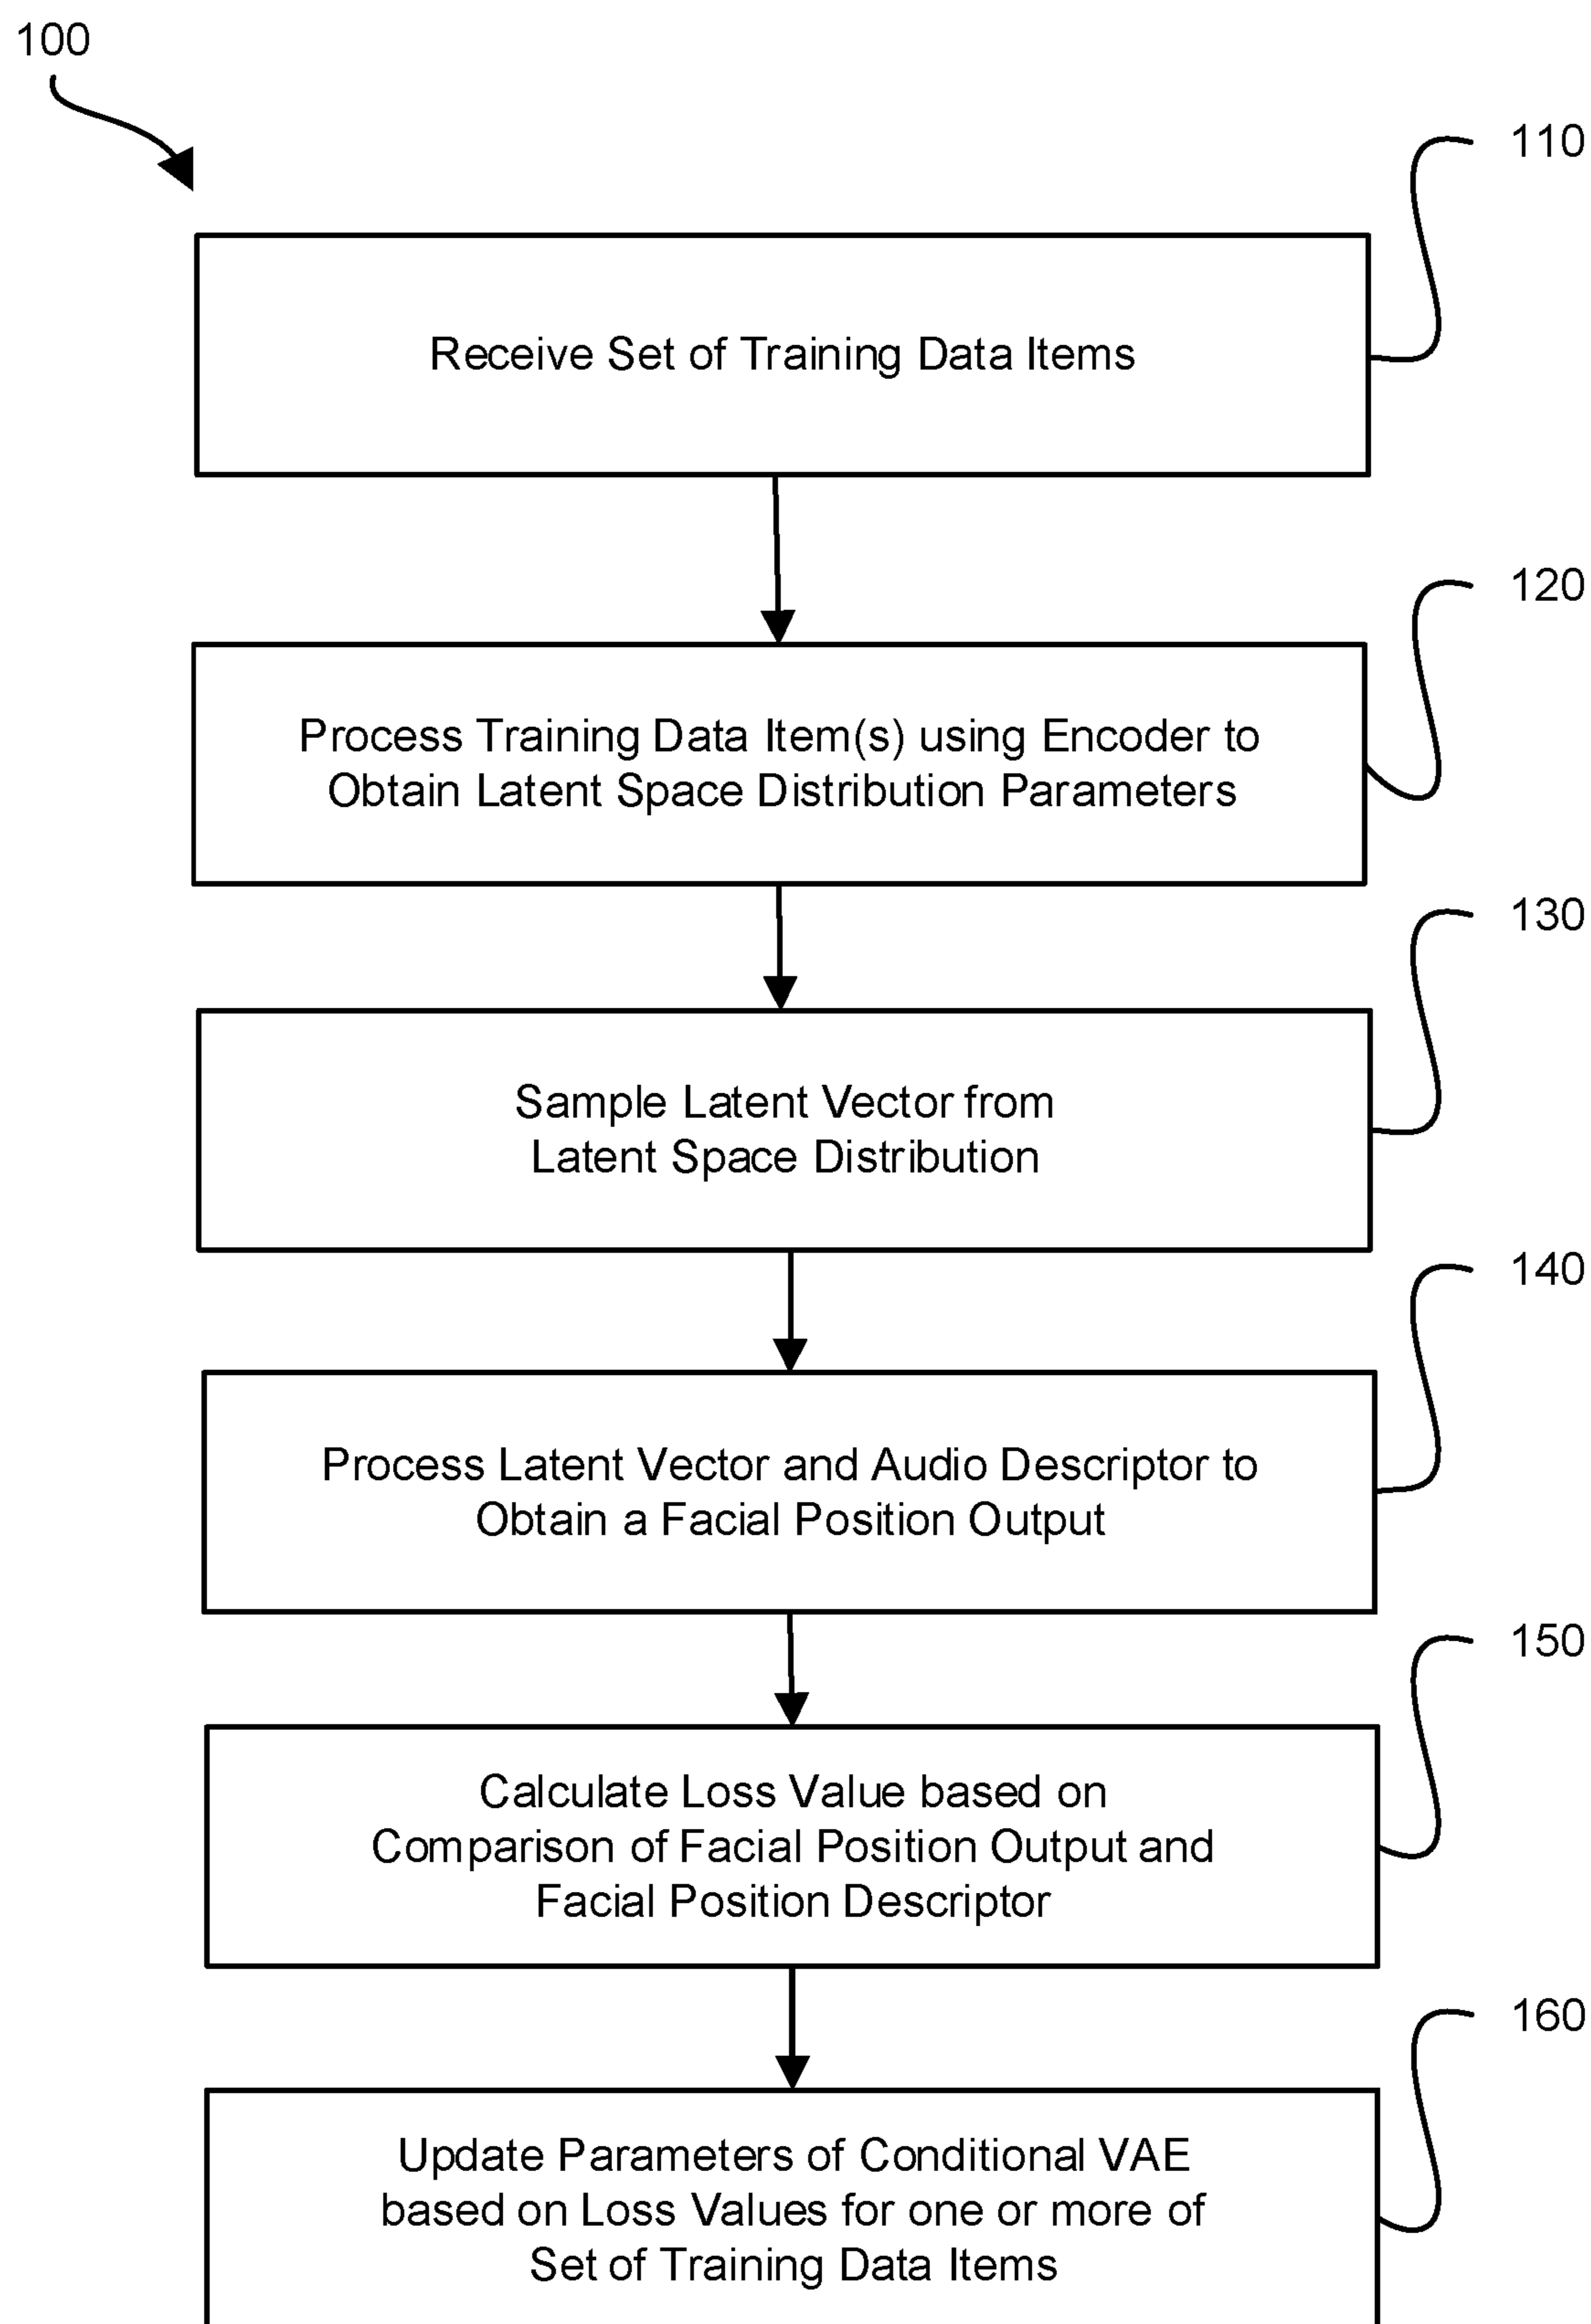 100
110
Receive Set of Training Data Items
120
Process Training Data Item(s) using Encoder to
Obtain Latent Space Distribution Parameters
130
Sample Latent Vector from
Latent Space Distribution
140
Process Latent Vector and Audio Descriptor to
Obtain a Facial Position Output
150
Calculate Loss Value based on
Comparison of Facial Position Output and
Facial Position Descriptor
160
Update Parameters of Conditional VAE
based on Loss Values for one or more of
Set of Training Data Items